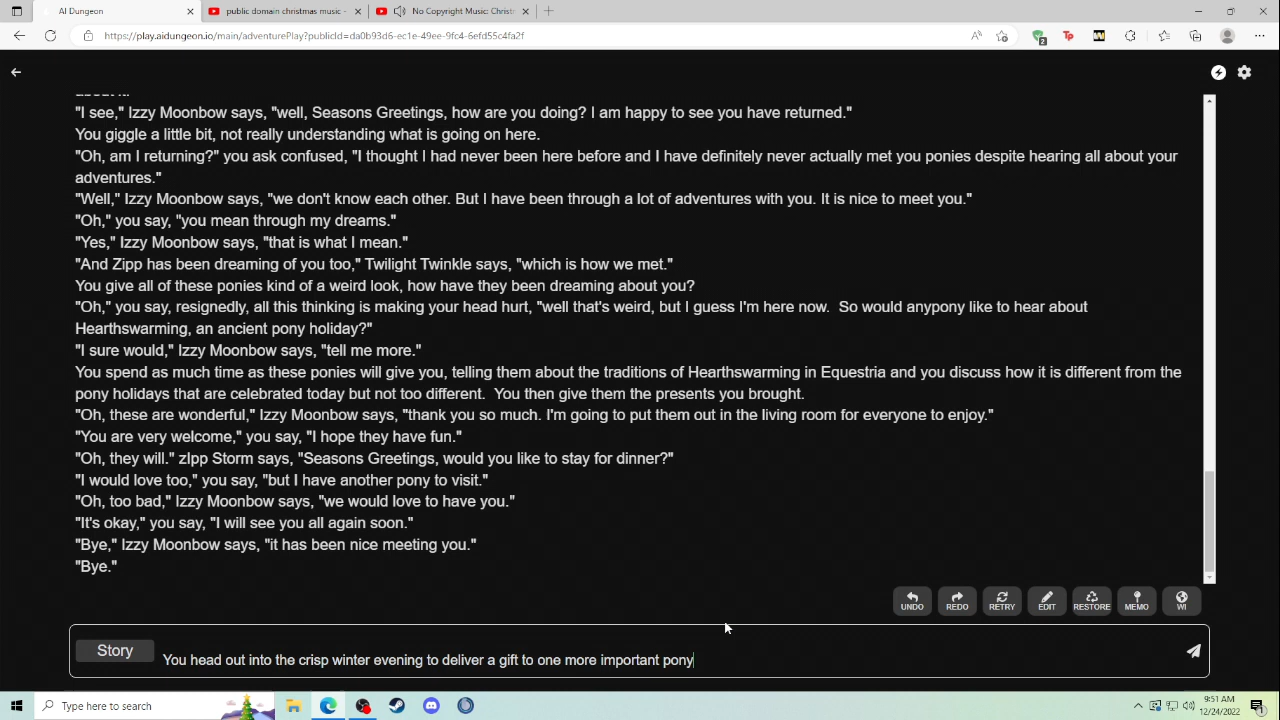 AI Dungeon
public domain christmas music -
No Copyright Music: Christm
https://play.aidungeon.io/main/adventurePlay?publicId=da0b93d6-ec1e-49ee-9fc4-6efd55c4fa2f
"I see," Izzy Moonbow says, "well, Seasons Greetings, how are you doing? I am happy to see you have returned."
You giggle a little bit, not really understanding what is going on here.
"Oh, am I returning?" you ask confused, "I thought I had never been here before and I have definitely never actually met you ponies despite hearing all about your
adventures."
"Well," Izzy Moonbow says, "we don't know each other. But I have been through a lot of adventures with you. It is nice to meet you."
"Oh," you say, "you mean through my dreams."
"Yes," Izzy Moonbow says, "that is what I mean."
"And Zipp has been dreaming of you too," Twilight Twinkle says, "which is how we met."
You give all of these ponies kind of a weird look, how have they been dreaming about you?
"Oh," you say, resignedly, all this thinking is making your head hurt, "well that's weird, but I guess I'm here now.  So would anypony like to hear about
Hearthswarming, an ancient pony holiday?"
"I sure would," Izzy Moonbow says, "tell me more."
You spend as much time as these ponies will give you, telling them about the traditions of Hearthswarming in Equestria and you discuss how it is different from the
pony holidays that are celebrated today but not too different.  You then give them the presents you brought.
"Oh, these are wonderful," Izzy Moonbow says, "thank you so much. I'm going to put them out in the living room for everyone to enjoy."
"You are very welcome," you say, "I hope they have fun."
"Oh, they will." zIpp Storm says, "Seasons Greetings, would you like to stay for dinner?"
"I would love too," you say, "but I have another pony to visit."
"Oh, too bad," Izzy Moonbow says, "we would love to have you."
"It's okay," you say, "I will see you all again soon."
"Bye," Izzy Moonbow says, "it has been nice meeting you."
"Bye."
UNDO REDO RETRY EDIT RESTORE MEMO WI
Story
You head out into the crisp winter evening to deliver a gift to one more important pony
Type here to search
9:51 AM
12/24/2022